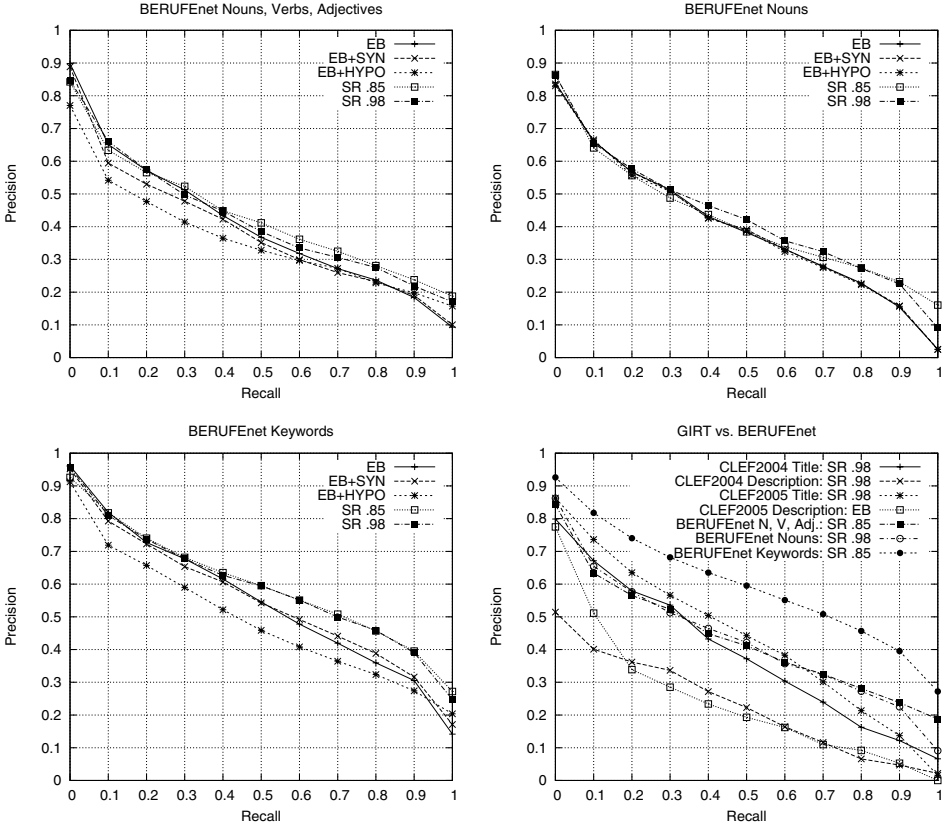 BERUFEnet Nouns, Verbs, Adjectives
Precision
1
0.9
0.8
0.7
0.6
0.5
0.4
0.3
0.2
0.1
0
EB
EB+SYN
EB+HYPO
SR .85
SR .98
0 0.1 0.2 0.3 0.4 0.5 0.6 0.7 0.8 0.9 1
Recall
BERUFEnet Nouns
Precision
1
0.9
0.8
0.7
0.6
0.5
0.4
0.3
0.2
0.1
0
EB
EB+SYN
EB+HYPO
SR .85
SR .98
0 0.1 0.2 0.3 0.4 0.5 0.6 0.7 0.8 0.9 1
Recall
BERUFEnet Keywords
Precision
1
0.9
0.8
0.7
0.6
0.5
0.4
0.3
0.2
0.1
0
EB
EB+SYN
EB+HYPO
SR .85
SR .98
0 0.1 0.2 0.3 0.4 0.5 0.6 0.7 0.8 0.9 1
Recall
GIRT vs. BERUFEnet
Precision
1
0.9
0.8
0.7
0.6
0.5
0.4
0.3
0.2
0.1
0
CLEF2004 Title: SR .98
CLEF2004 Description: SR .98
CLEF2005 Title: SR .98
CLEF2005 Description: EB
BERUFEnet N, V, Adj.: SR .85
BERUFEnet Nouns: SR .98
BERUFEnet Keywords: SR .85
0 0.1 0.2 0.3 0.4 0.5 0.6 0.7 0.8 0.9 1
Recall